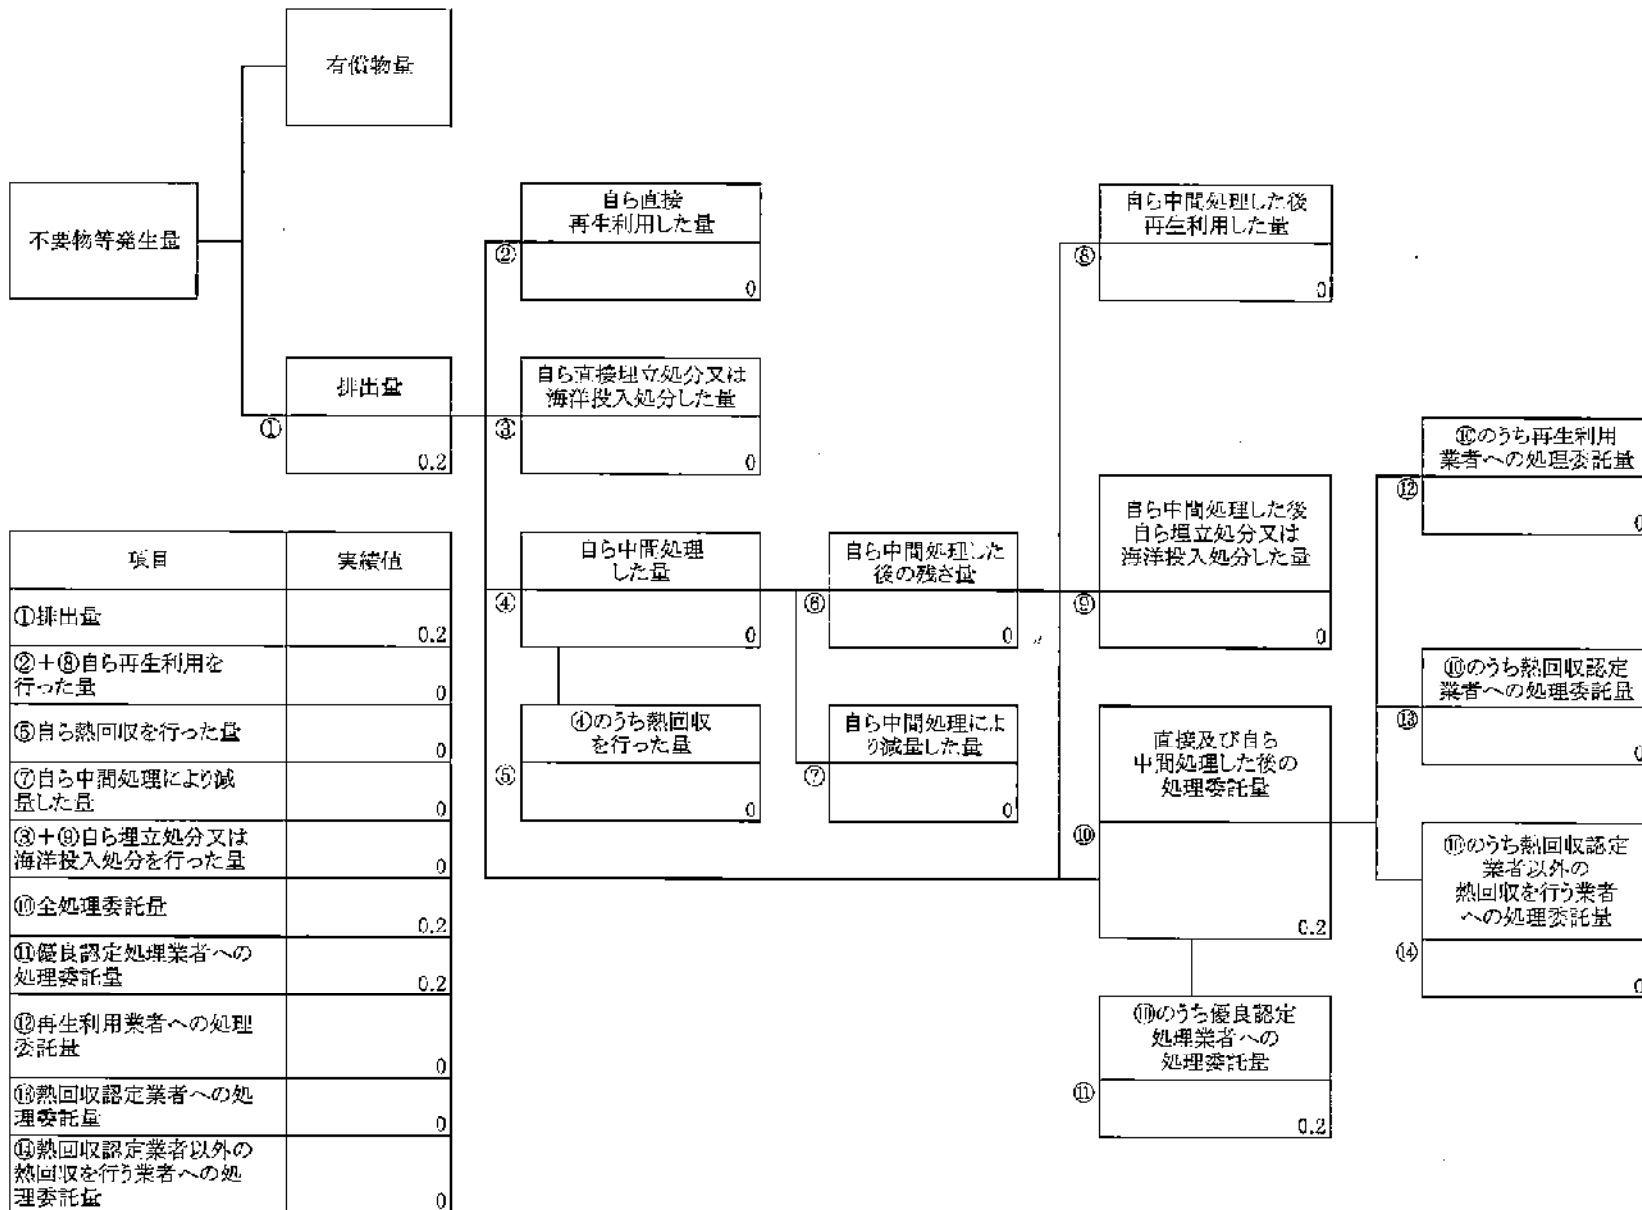 有償物量
不要物等発生量
自ら直接
再生利用した量
②
0
自ら中間処理した後
再生利用した量
⑧
0
排出量
①
0.2
自ら直接埋立処分又は
海洋投入処分した量
③
0
⑩のうち再生利用
業者への処理委託量
⑫
0
自ら中間処理
した量
④
0
自ら中間処理した
後の残さ量
⑥
0
自ら中間処理した後
自ら埋立処分又は
海洋投入処分した量
⑨
0
⑩のうち熱回収認定
業者への処理委託量
⑬
0
④のうち熱回収
を行った量
⑤
0
自ら中間処理によ
り減量した量
⑦
0
直接及び自ら
中間処理した後の
処理委託量
⑩
0.2
⑩のうち熱回収認定
業者以外の
熱回収を行う業者
への処理委託量
⑭
0
⑩のうち優良認定
処理業者への
処理委託量
⑪
0.2
項目 実績値
①排出量
0.2
②+⑧自ら再生利用を
行った量 0
⑤自ら熱回収を行った量
0
⑦自ら中間処理により減
量した量 0
③+⑨自ら埋立処分又は
海洋投入処分を行った量 0
⑩全処理委託量
0.2
⑪優良認定処理業者への
処理委託量 0.2
⑫再生利用業者への処理
委託量 0
⑬熱回収認定業者への処
理委託量 0
⑭熱回収認定業者以外の
熱回収を行う業者への処
理委託量 0